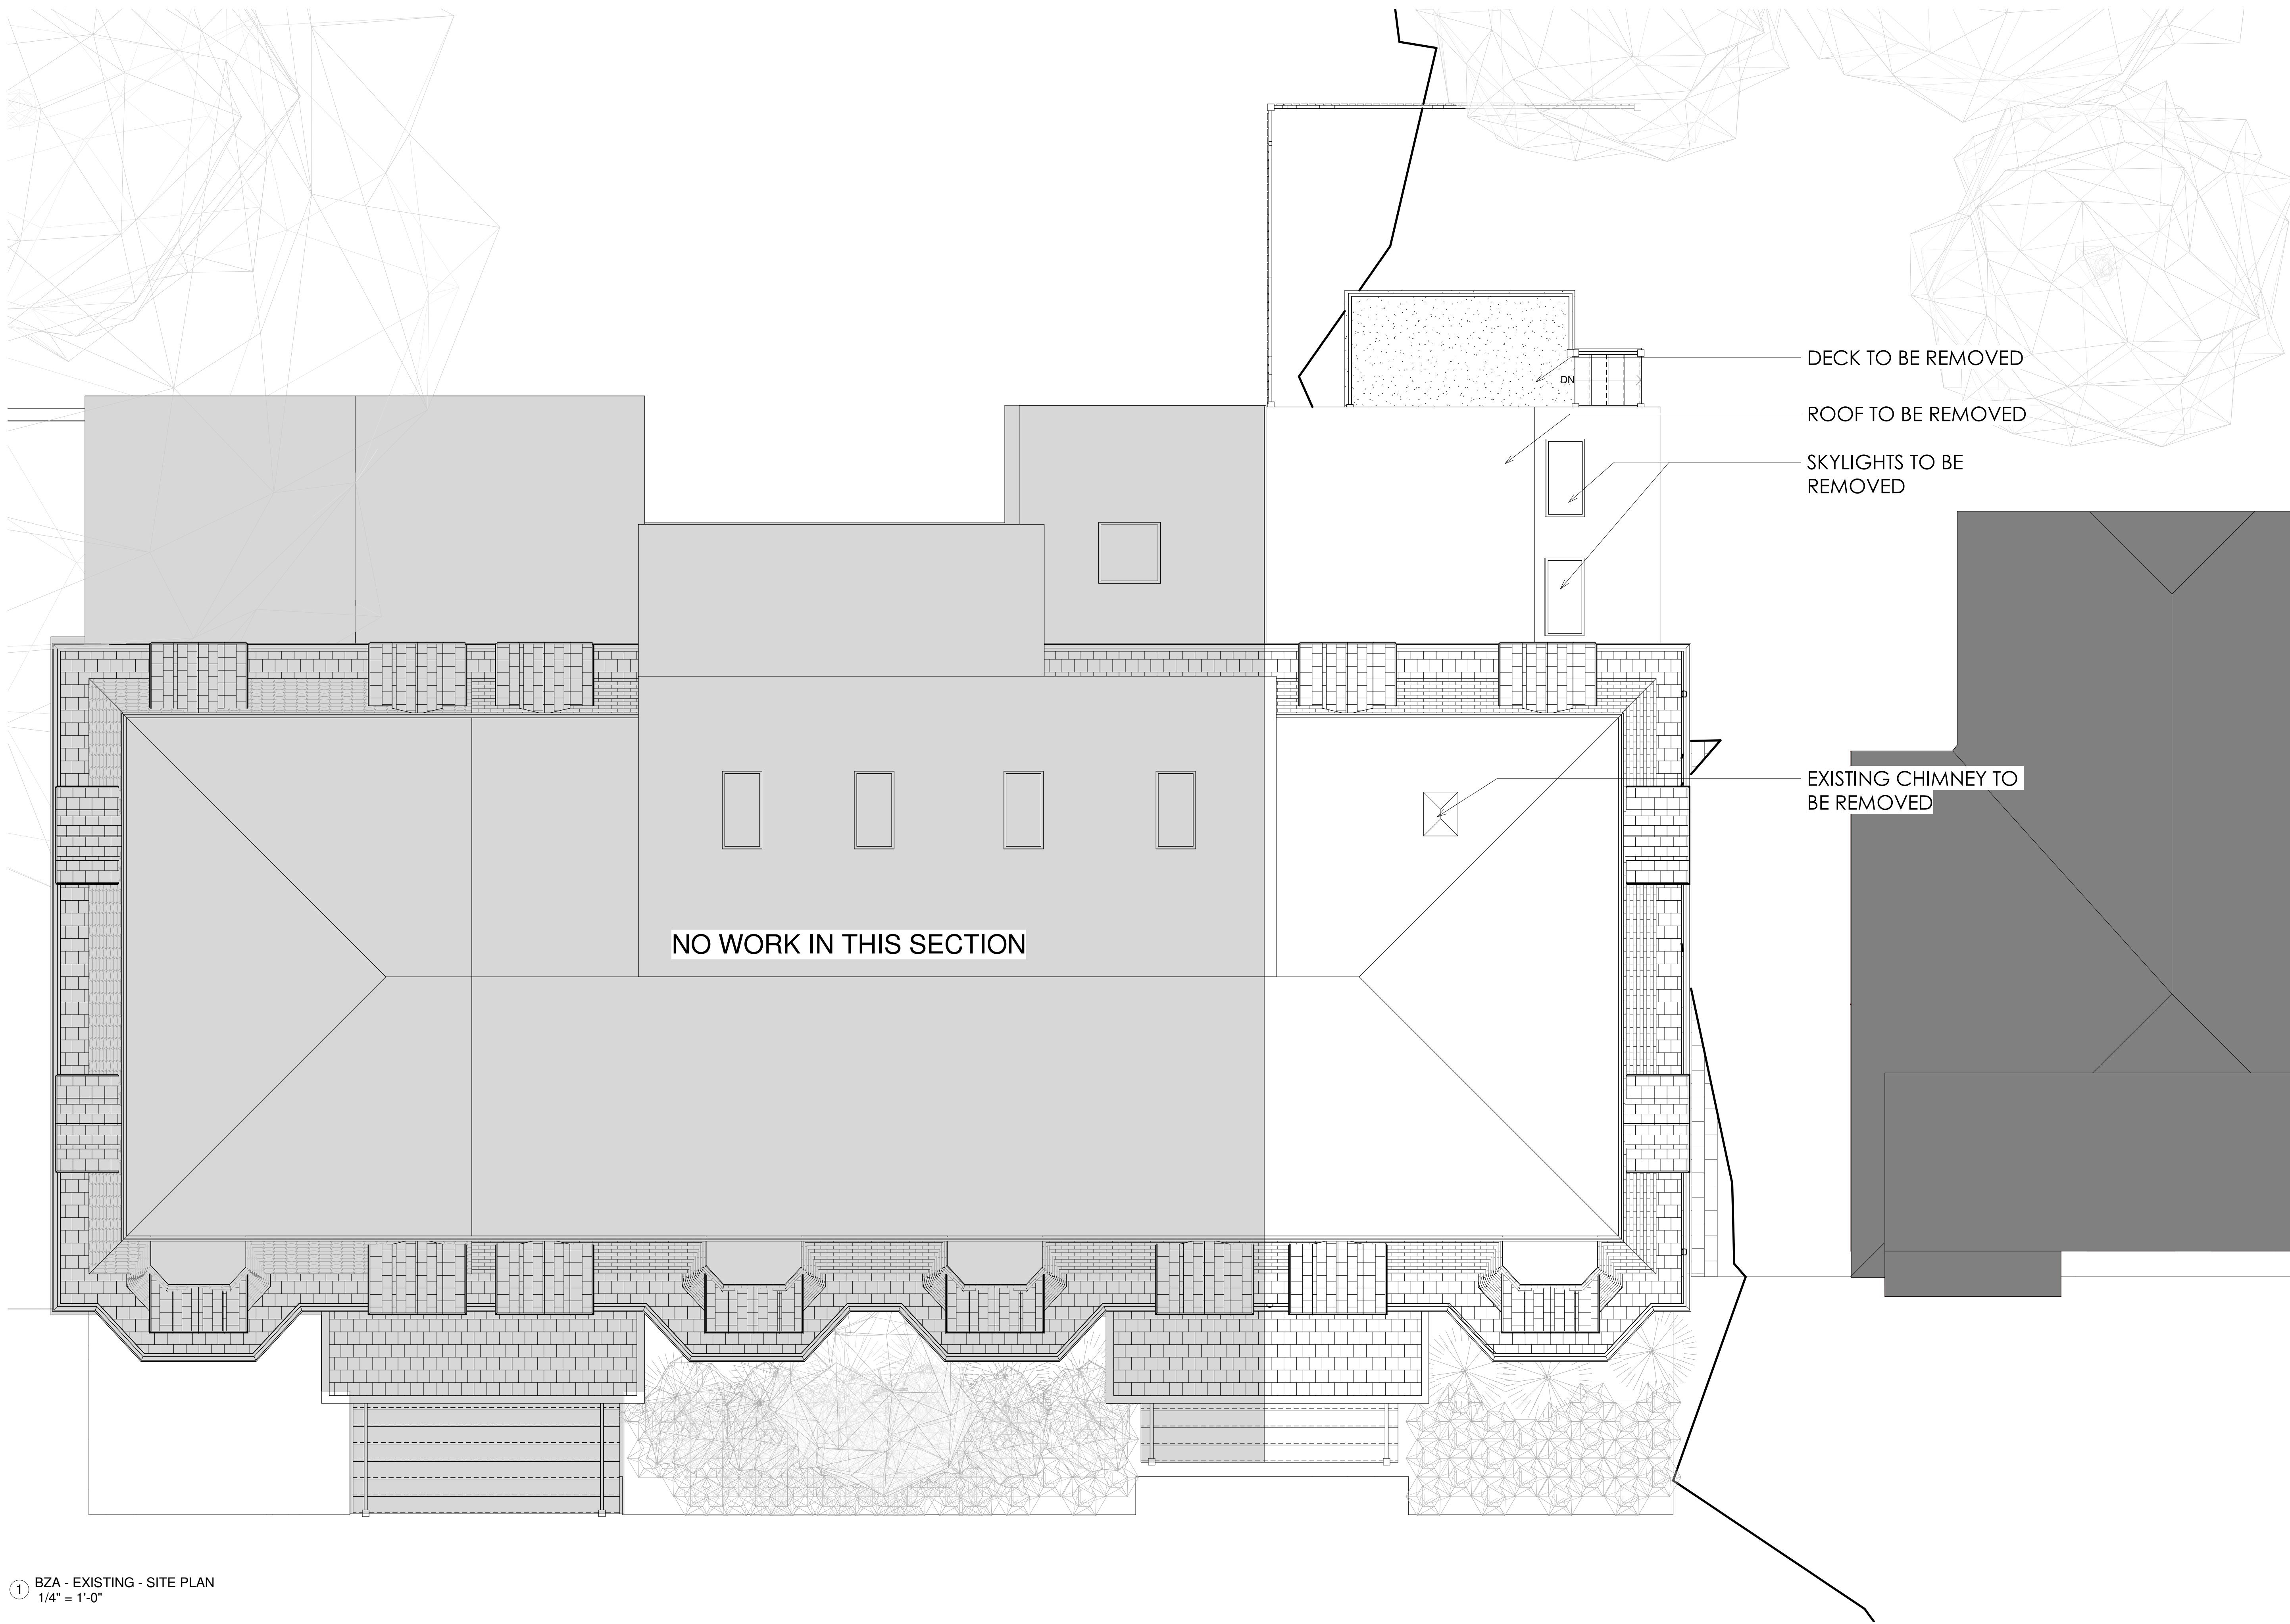 DECK TO BE REMOVED
DN
ROOF TO BE REMOVED
SKYLIGHTS TO BE
REMOVED
EXISTING CHIMNEY TO
BE REMOVED
NO WORK IN THIS SECTION
1 BZA - EXISTING - SITE PLAN
1/4" = 1'-0"